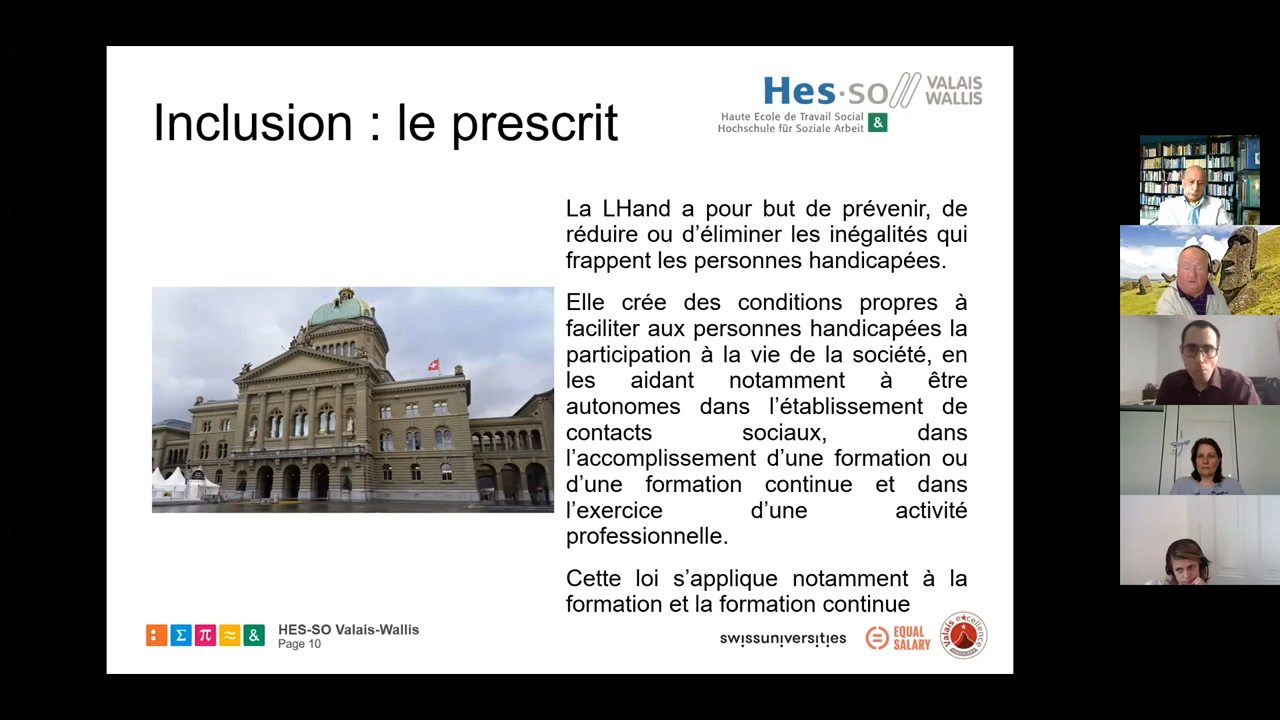 Inclusion : le prescrit
Hes·so VALAIS
WALLIS
Haute Ecole de Travail Social
Hochschule für Soziale Arbeit &
La LHand a pour but de prévenir, de
réduire ou d’éliminer les inégalités qui
frappent les personnes handicapées.
Elle crée des conditions propres à
faciliter aux personnes handicapées la
participation à la vie de la société, en
les aidant notamment à être
autonomes dans l’établissement de
contacts sociaux, dans
l’accomplissement d’une formation ou
d’une formation continue et dans
l’exercice d’une activité
professionnelle.
Cette loi s’applique notamment à la
formation et la formation continue
: Σ π ≈ &
HES-SO Valais-Wallis
Page 10
swissuniversities
EQUAL
SALARY
Valais excellence